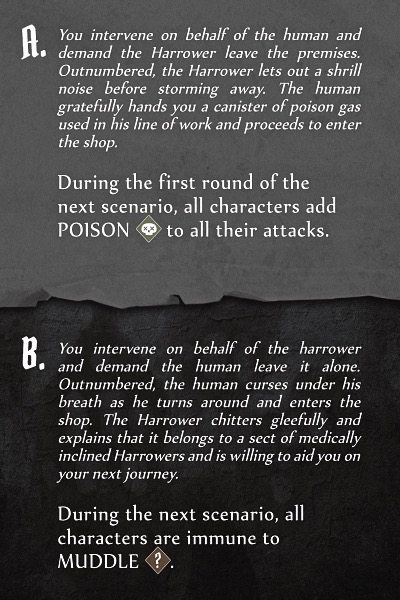 A.
You intervene on behalf of the human and
demand the Harrower leave the premises.
Outnumbered, the Harrower lets out a shrill
noise before storming away. The human
gratefully hands you a canister of poison gas
used in his line of work and proceeds to enter
the shop.
During the first round of the
next scenario, all characters add
POISON to all their attacks.
B.
You intervene on behalf of the harrower
and demand the human leave it alone.
Outnumbered, the human curses under his
breath as he turns around and enters the
shop. The Harrower chitters gleefully and
explains that it belongs to a sect of medically
inclined Harrowers and is willing to aid you on
your next journey.
During the next scenario, all
characters are immune to
MUDDLE ?.